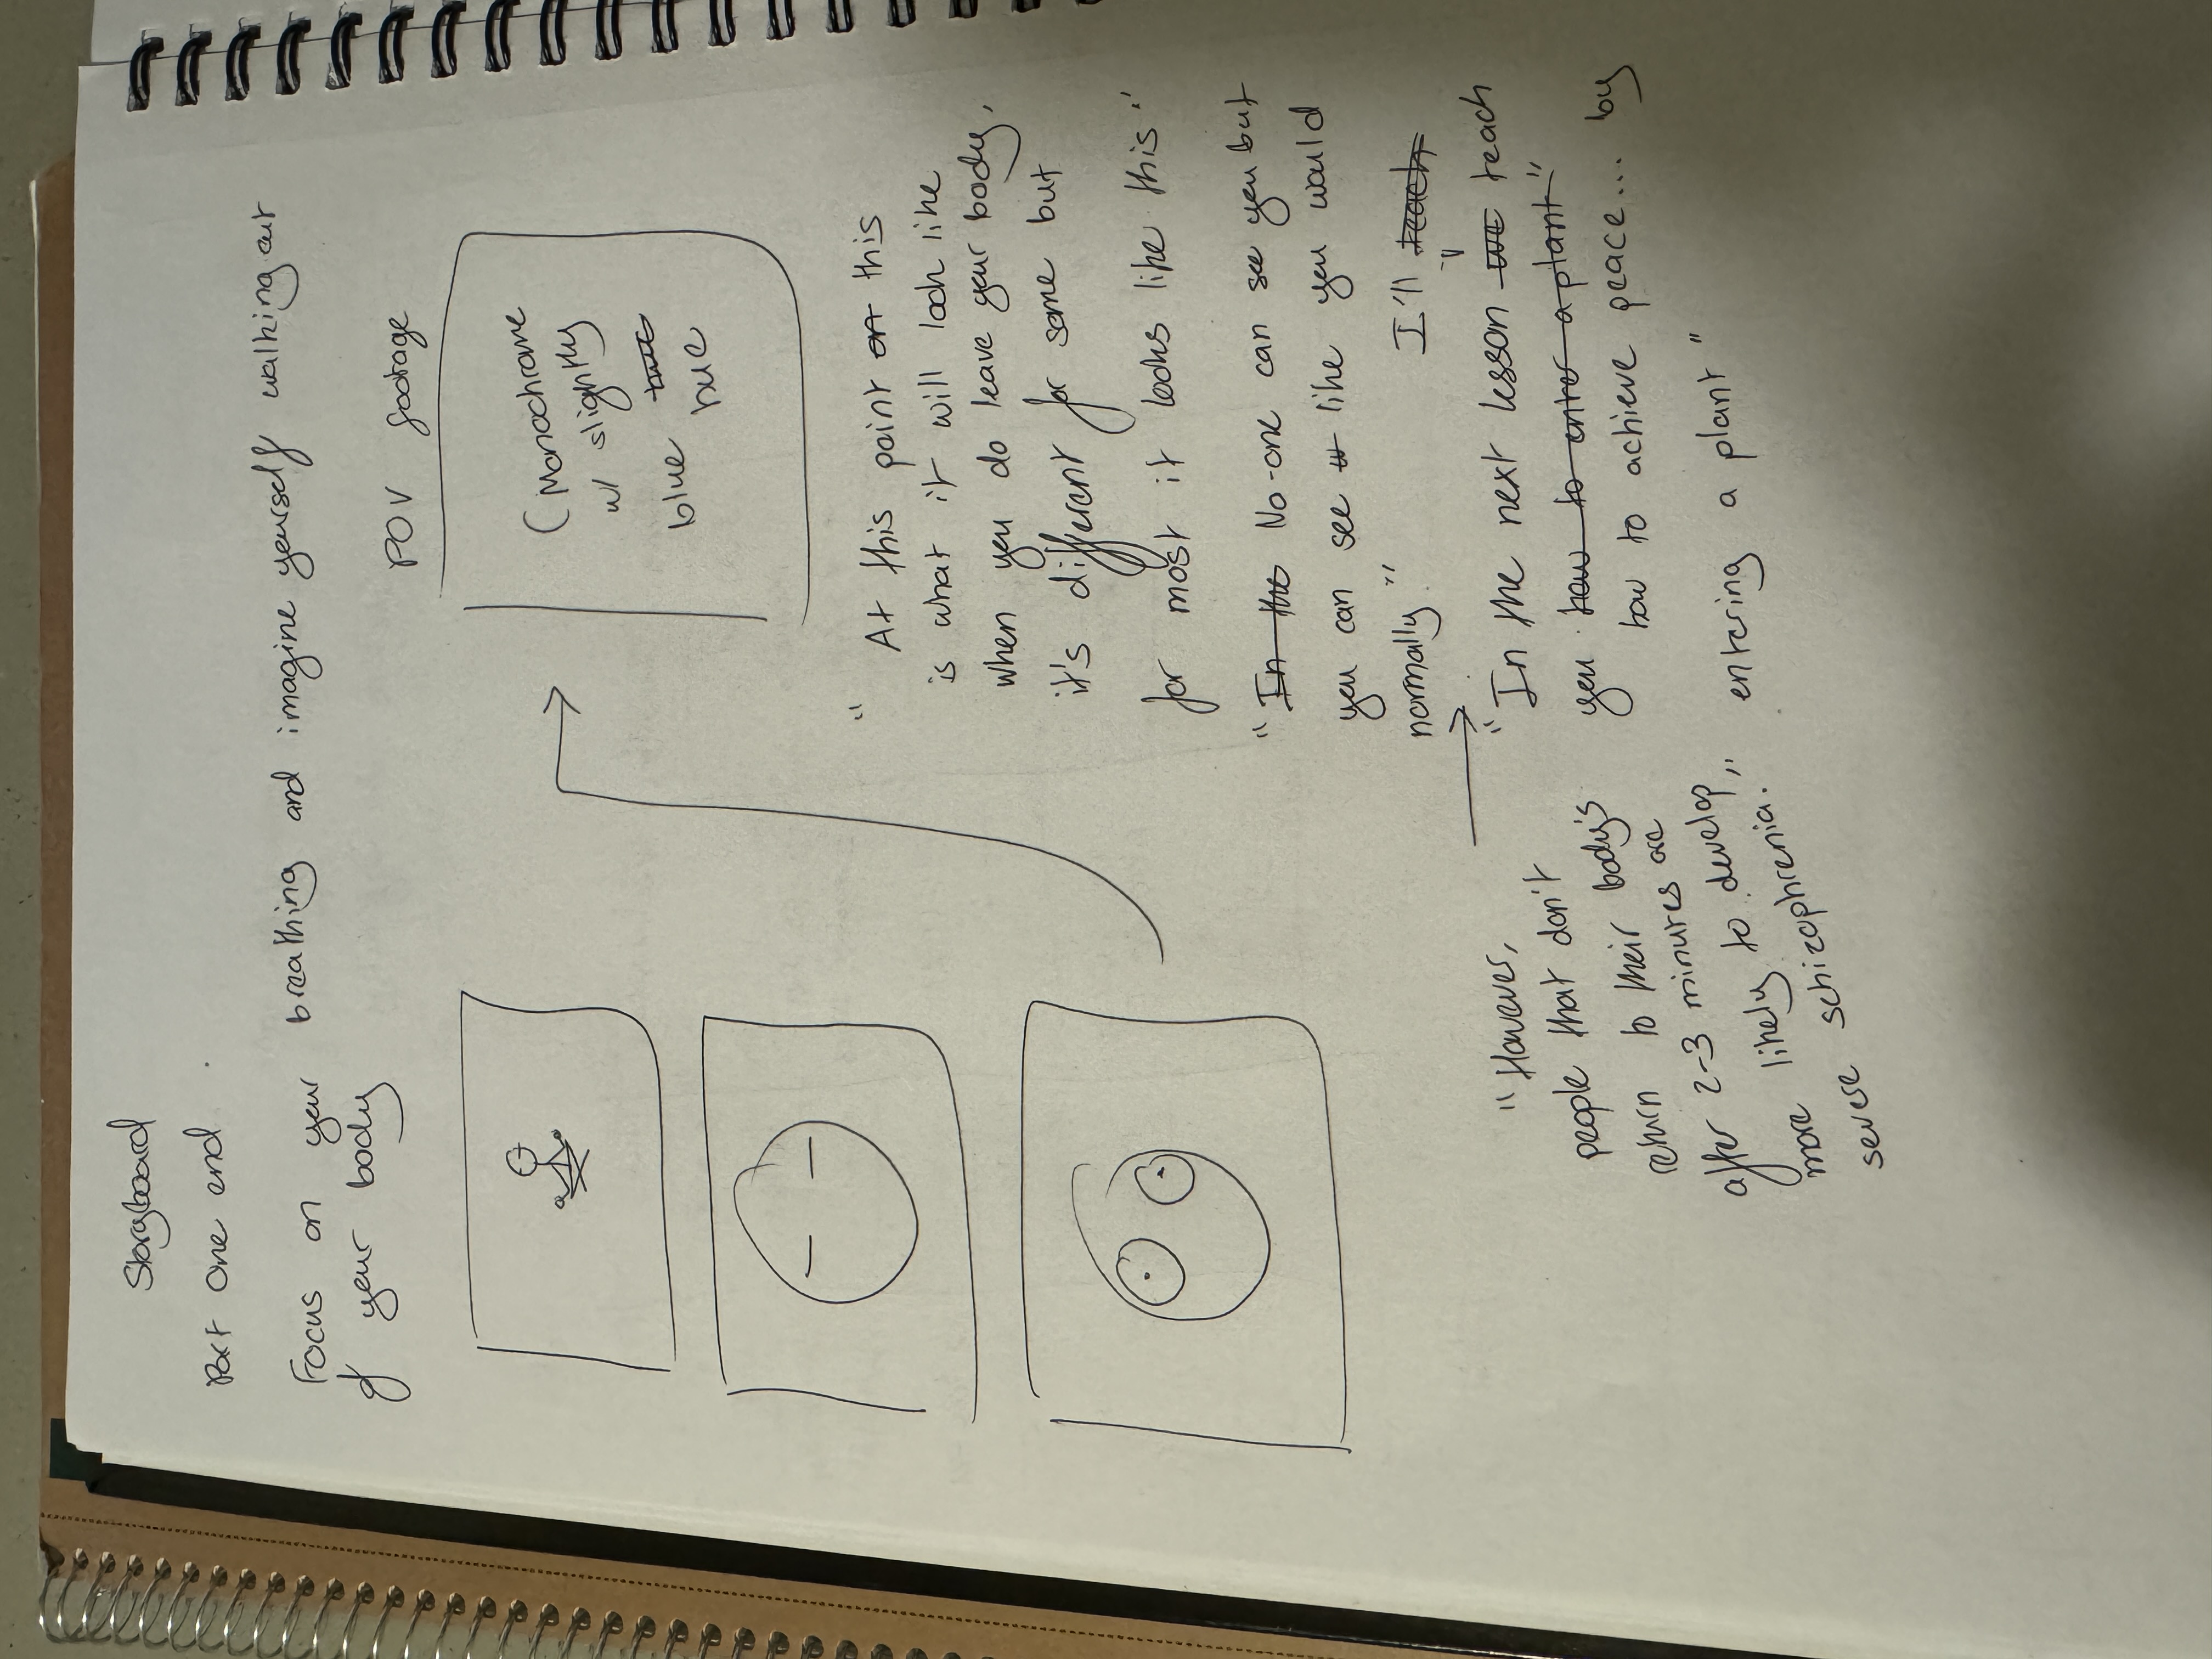 Storyboard
Part One end
Focus on your breathing and imagine yourself walking out
of your body
POV footage
(Monochrome
w/ slightly
blue hue
hue
" At this point on this
is what it will look like
when you do leave your body,
it's different for some but
for most it looks like this"
"In the No-one can see you but
you can see like you would
normally"
"However,
people that don't
return to their body's
after 2-3 minutes are
more likely to develop
severe schizophrenia."
I'll teach
"In the next lesson we teach
you how to enter a plant"
how to achieve peace... by
entering a plant"